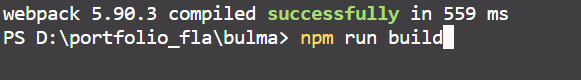 webpack 5.90.3 compiled successfully in 559 ms
PS D:\portfolio_fla\bulma> npm run build